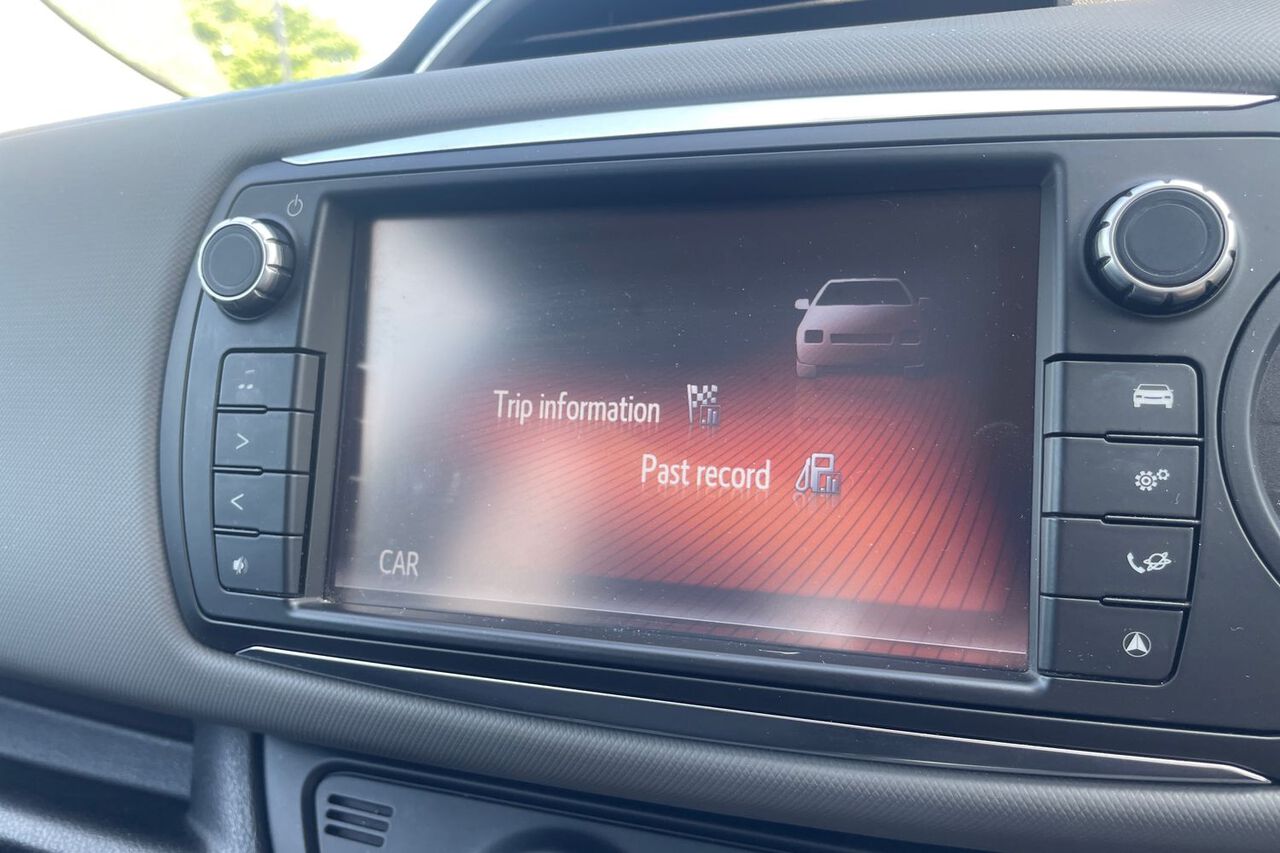 Trip information
Past record
CAR